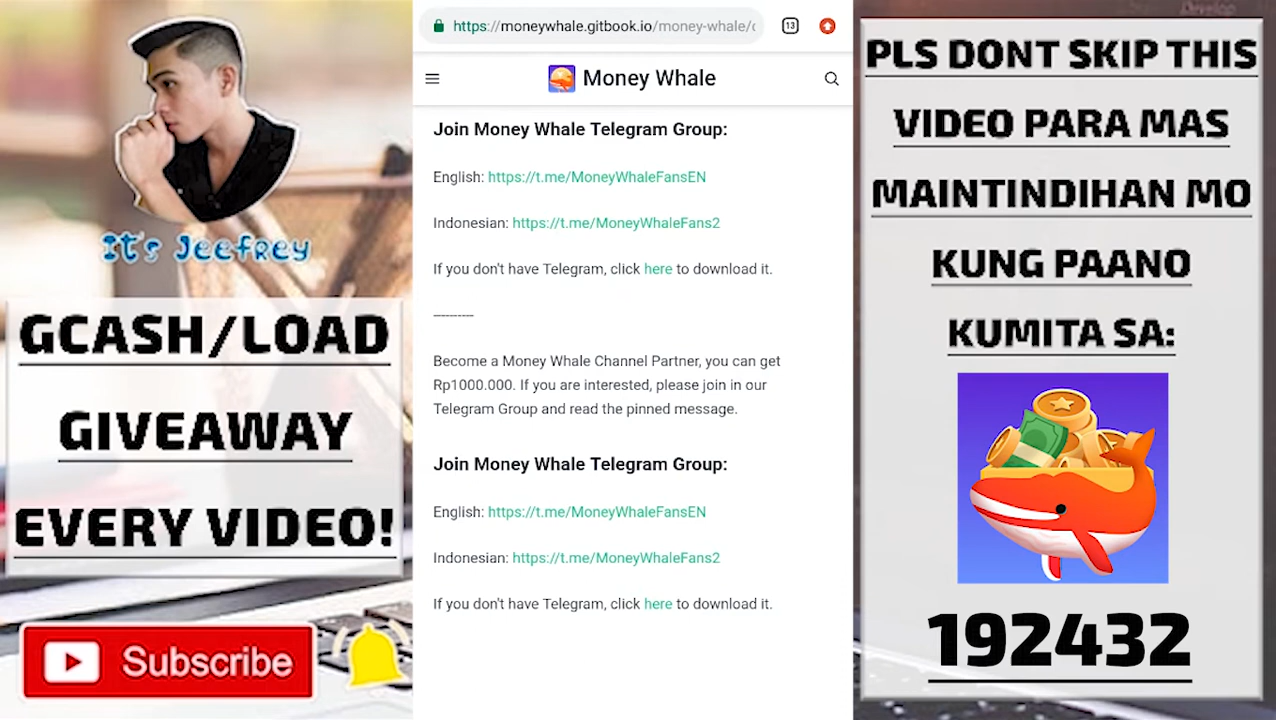 It's Jeefrey
GCASH/LOAD
GIVEAWAY
EVERY VIDEO!
Subscribe
https://moneywhale.gitbook.io/money-whale/c
13
Money Whale
Join Money Whale Telegram Group:
English: https://t.me/MoneyWhaleFansEN
Indonesian: https://t.me/MoneyWhaleFans2
If you don't have Telegram, click here to download it.
----------
Become a Money Whale Channel Partner, you can get
Rp1000.000. If you are interested, please join in our
Telegram Group and read the pinned message.
Join Money Whale Telegram Group:
English: https://t.me/MoneyWhaleFansEN
Indonesian: https://t.me/MoneyWhaleFans2
If you don't have Telegram, click here to download it.
Develop
PLS DONT SKIP THIS
VIDEO PARA MAS
MAINTINDIHAN MO
KUNG PAANO
KUMITA SA:
192432